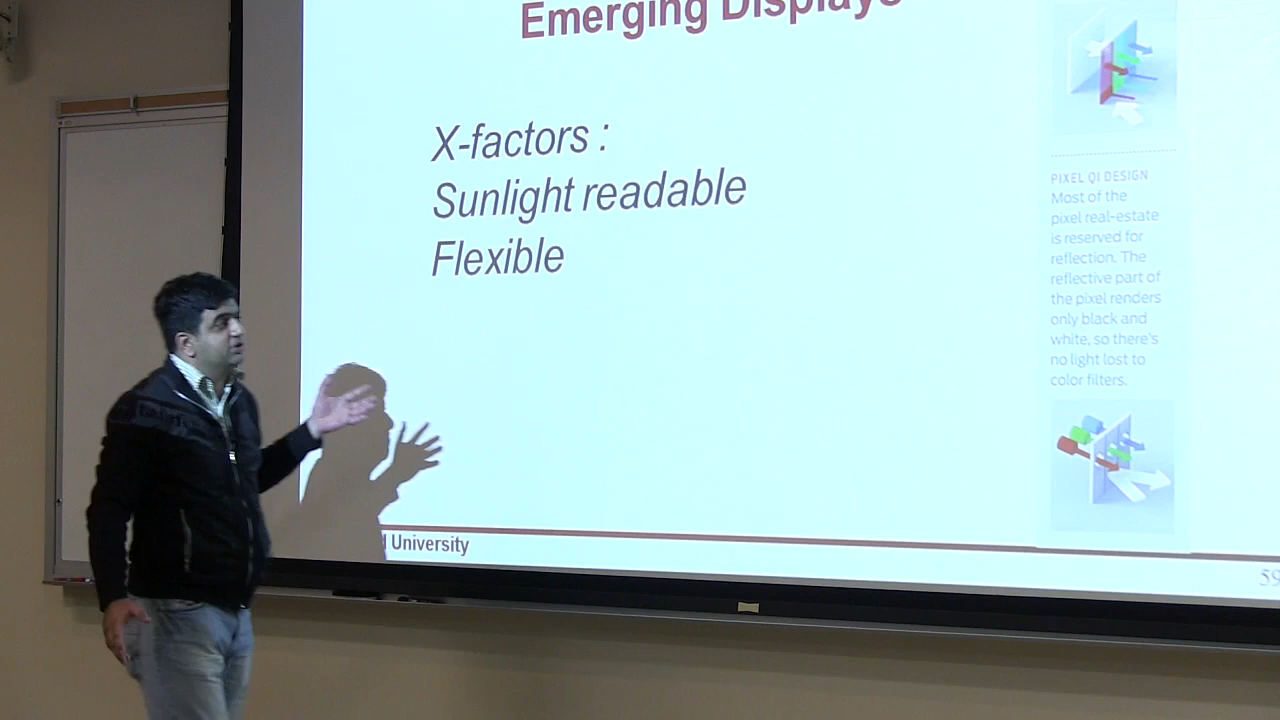 Emerging Displays
X-factors :
Sunlight readable
Flexible
PIXEL QI DESIGN
Most of the
pixel real-estate
is reserved for
reflection. The
reflective part of
the pixel renders
only black and
white, so there's
no light lost to
color filters.
University
59